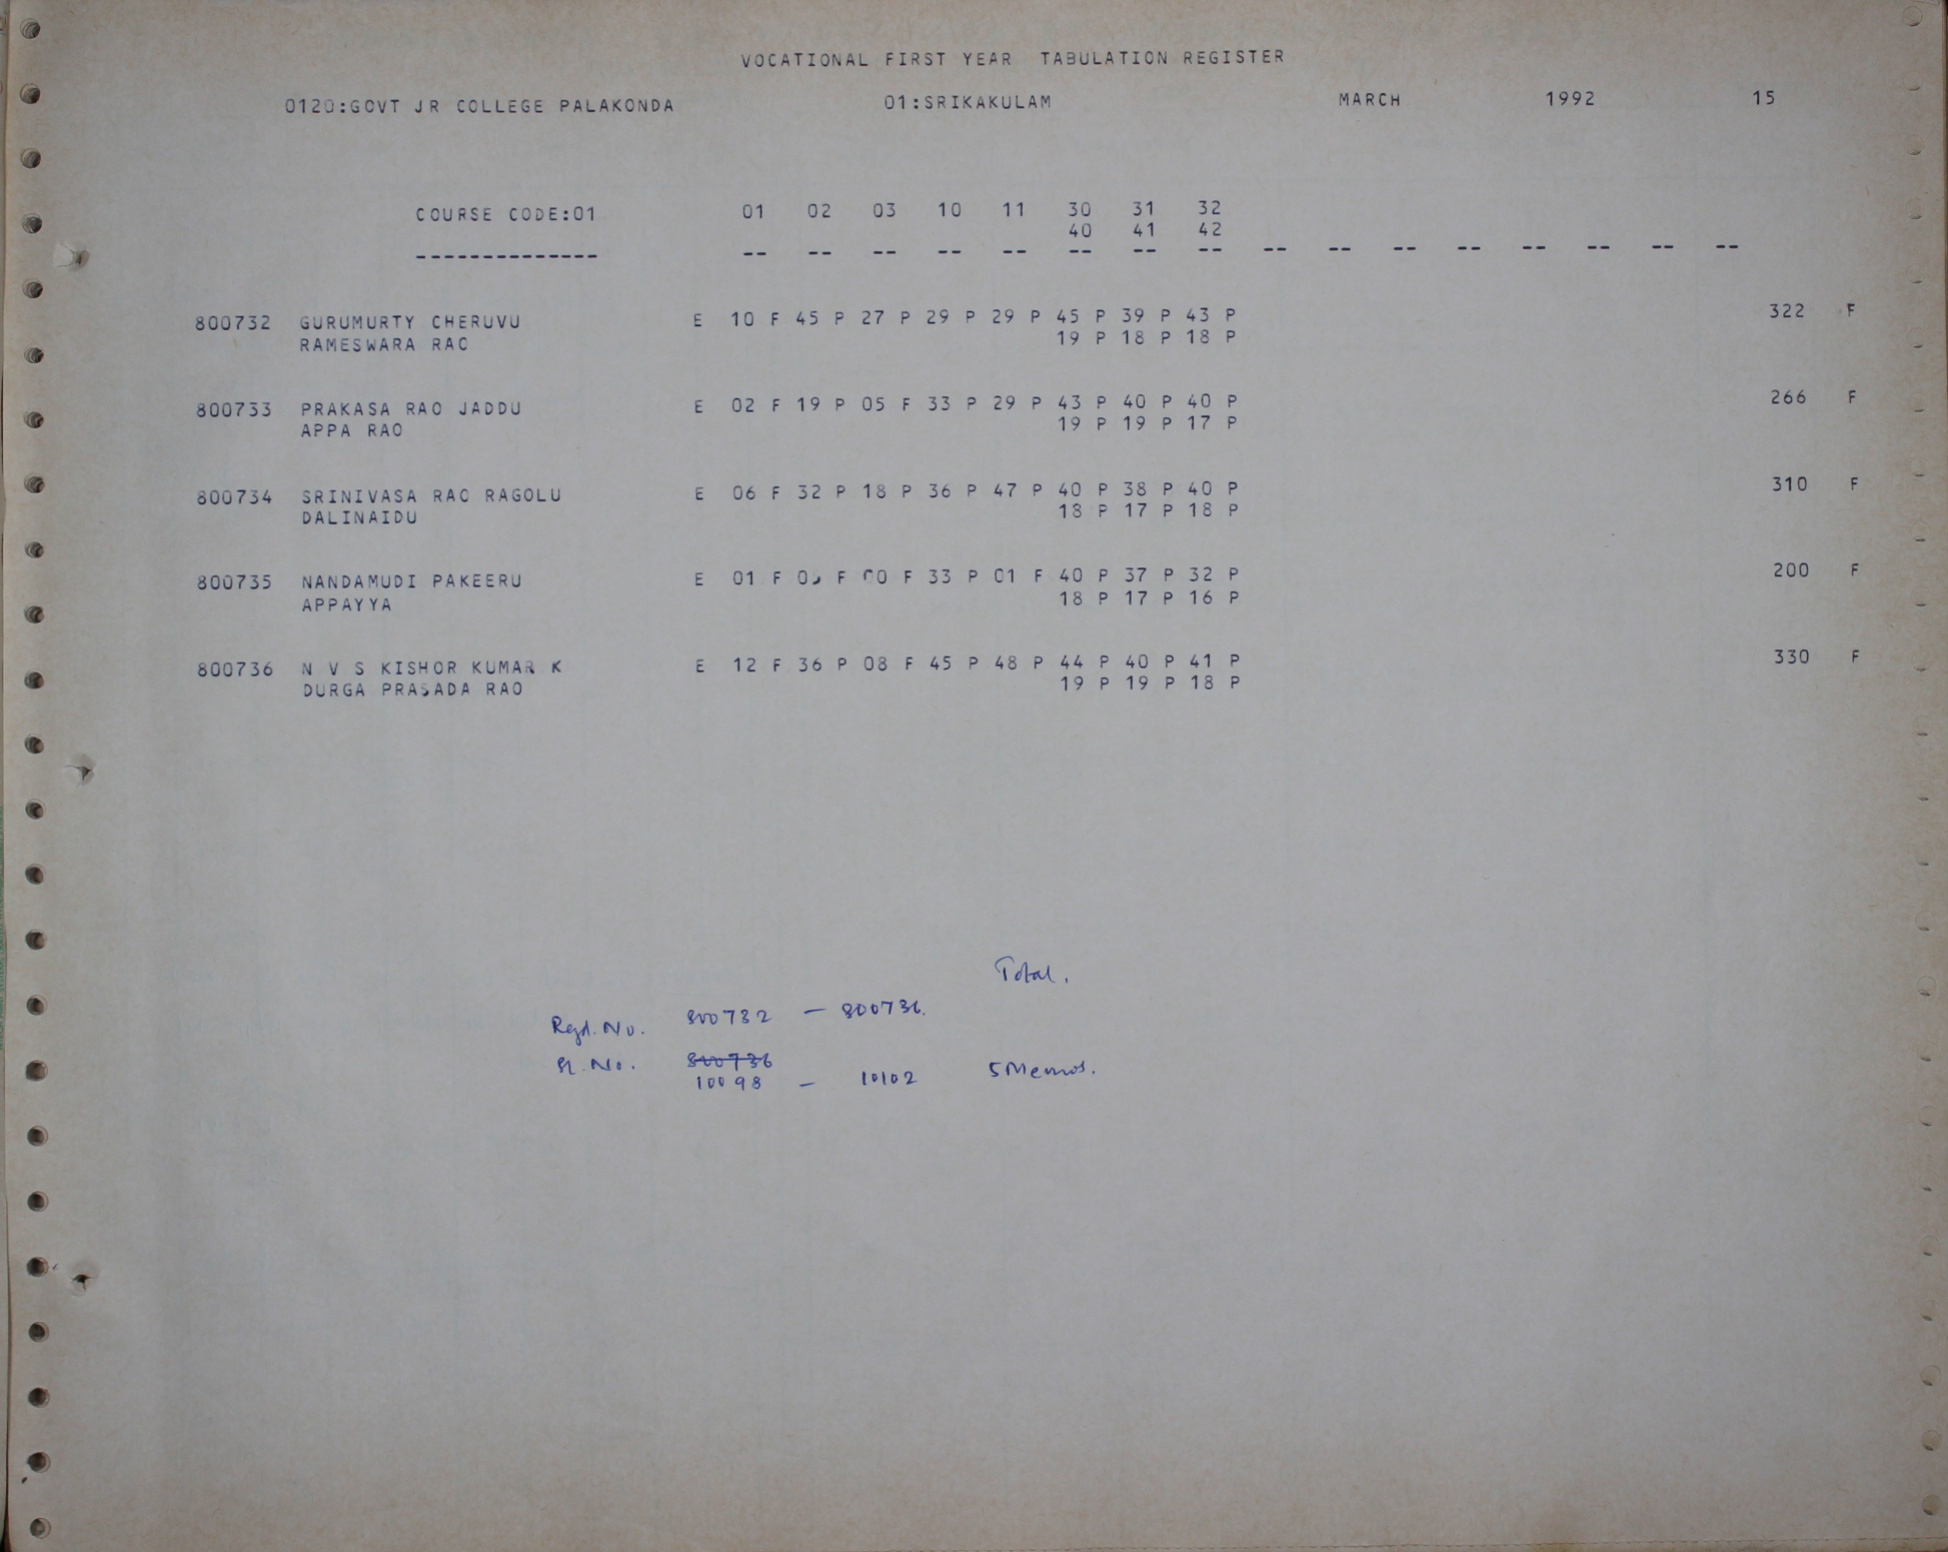 VOCATIONAL FIRST YEAR TABULATION REGISTER
0120:GOVT JR COLLEGE PALAKONDA 01:SRIKAKULAM MARCH 1992 15
COURSE CODE:01 01 02 03 10 11 30 31 32
40 41 42
-------------- -- -- -- -- -- -- -- -- -- -- -- -- -- -- -- --
800732 GURUMURTY CHERUVU E 10 F 45 P 27 P 29 P 29 P 45 P 39 P 43 P 322 F
RAMESWARA RAO 19 P 18 P 18 P
800733 PRAKASA RAO JADDU E 02 F 19 P 05 F 33 P 29 P 43 P 40 P 40 P 266 F
APPA RAO 19 P 19 P 17 P
800734 SRINIVASA RAO RAGOLU E 06 F 32 P 18 P 36 P 47 P 40 P 38 P 40 P 310 F
DALINAIDU 18 P 17 P 18 P
800735 NANDAMUDI PAKEERU E 01 F 05 F 00 F 33 P 01 F 40 P 37 P 32 P 200 F
APPAYYA 18 P 17 P 16 P
800736 N V S KISHOR KUMAR K E 12 F 36 P 08 F 45 P 48 P 44 P 40 P 41 P 330 F
DURGA PRASADA RAO 19 P 19 P 18 P
Total.
Regd. No. 800732 – 800736.
Sl. No. 800736
10098 – 10102 5 Memos.